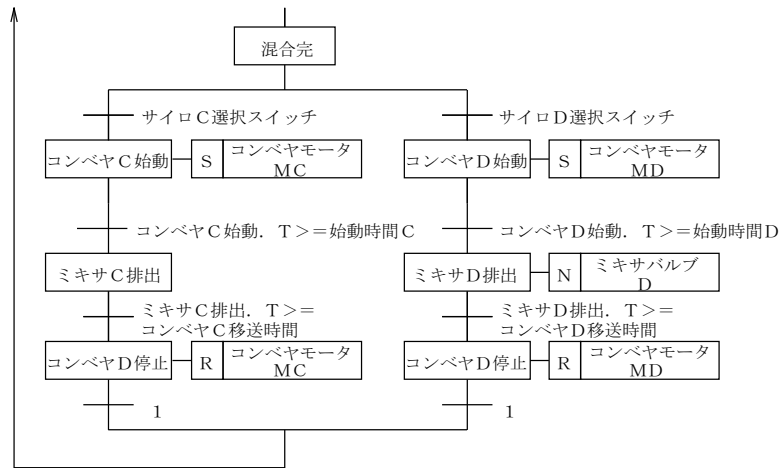 混合完
サイロＣ選択スイッチ
サイロＤ選択スイッチ
コンベヤＣ始動
Ｓ
コンベヤモータ
ＭＣ
コンベヤＤ始動
Ｓ
コンベヤモータ
ＭＤ
コンベヤＣ始動．Ｔ＞＝始動時間Ｃ
コンベヤＤ始動．Ｔ＞＝始動時間Ｄ
ミキサＣ排出
ミキサＤ排出
Ｎ
ミキサバルブ
Ｄ
ミキサＣ排出．Ｔ＞＝
コンベヤＣ移送時間
ミキサＤ排出．Ｔ＞＝
コンベヤＤ移送時間
コンベヤＤ停止
Ｒ
コンベヤモータ
ＭＣ
コンベヤＤ停止
Ｒ
コンベヤモータ
ＭＤ
１
１